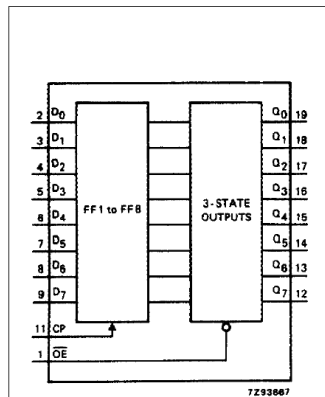 2 D0 Q0 19
3 D1 Q1 18
4 D2 Q2 17
5 D3 Q3 16
6 D4 Q4 15
7 D5 Q5 14
8 D6 Q6 13
9 D7 Q7 12
FF1 to FF8
3-STATE
OUTPUTS
11 CP
1 O̅E̅
7Z93667